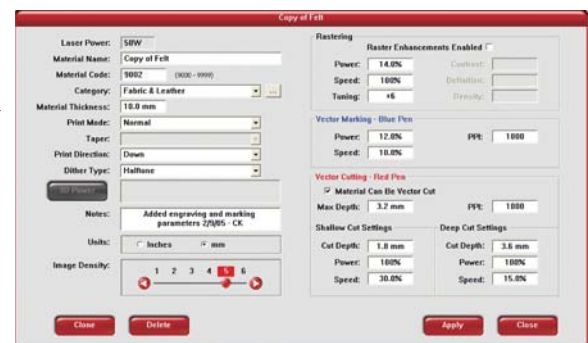 Copy of Felt
Laser Power: 50W
Material Name: Copy of Felt
Material Code: 9002 (9000 - 9999)
Category: Fabric & Leather ...
Material Thickness: 10.0 mm
Print Mode: Normal
Taper:
Print Direction: Down
Dither Type: Halftone
3D Power
Notes: Added engraving and marking
parameters 2/9/05 - CK
Units: Inches mm
Image Density: 1 2 3 4 5 6
Clone Delete
Rastering
Raster Enhancements Enabled
Power: 14.0% Contrast:
Speed: 100% Definition:
Tuning: +6 Density:
Vector Marking - Blue Pen
Power: 12.0% PPI: 1000
Speed: 10.0%
Vector Cutting - Red Pen
Material Can Be Vector Cut
Max Depth: 3.2 mm PPI: 1000
Shallow Cut Settings Deep Cut Settings
Cut Depth: 1.0 mm Cut Depth: 3.6 mm
Power: 100% Power: 100%
Speed: 30.0% Speed: 15.0%
Apply Close